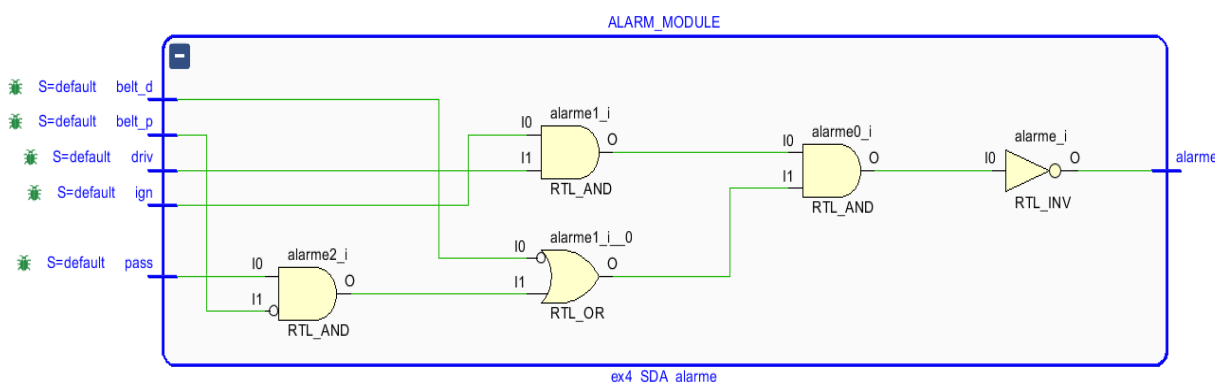 ALARM_MODULE
−
S=default belt_d
S=default belt_p
S=default driv
S=default ign
S=default pass
alarme1_i
I0
I1
O
RTL_AND
alarme0_i
I0
I1
O
RTL_AND
alarme_i
I0
O
RTL_INV
alarme
alarme2_i
I0
I1
O
RTL_AND
alarme1_i__0
I0
I1
O
RTL_OR
ex4_SDA_alarme